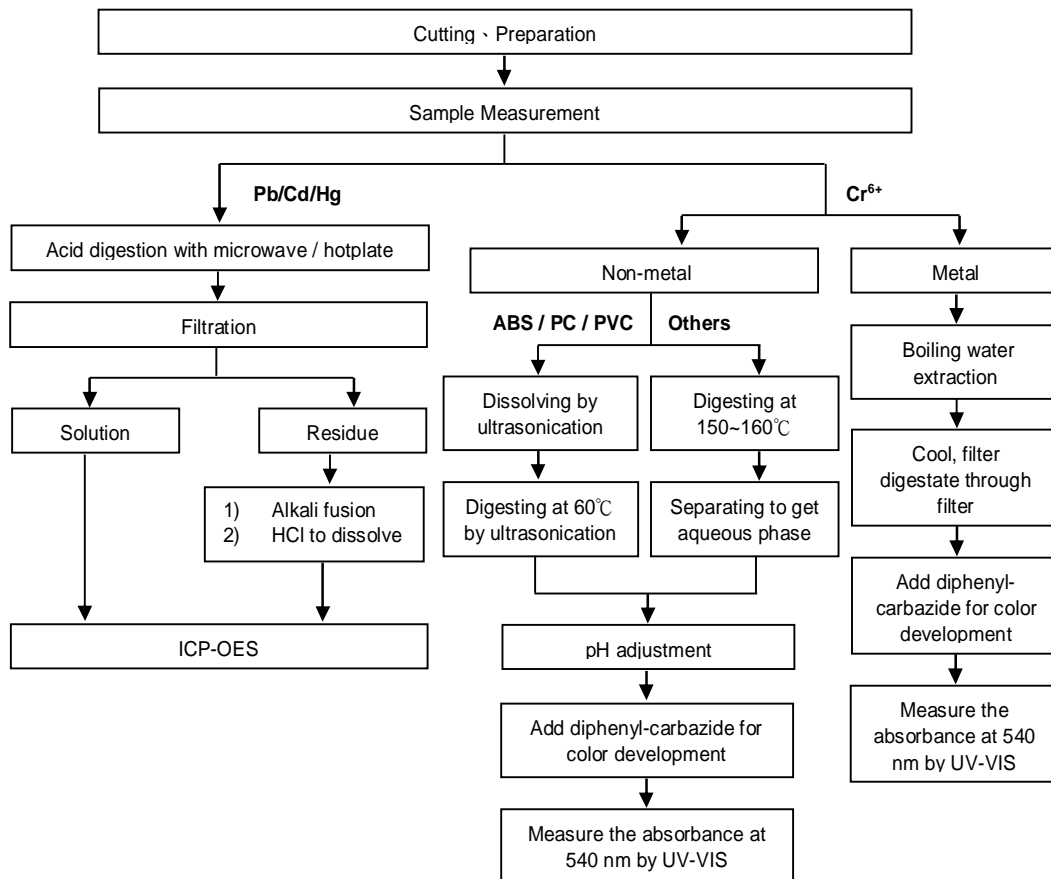 Cutting、Preparation
Sample Measurement
Pb/Cd/Hg
Cr⁶⁺
Acid digestion with microwave / hotplate
Non-metal
Metal
Filtration
ABS / PC / PVC
Others
Boiling water
extraction
Solution
Residue
Dissolving by
ultrasonication
Digesting at
150~160℃
Cool, filter
digestate through
filter
1) Alkali fusion
2) HCl to dissolve
Digesting at 60℃
by ultrasonication
Separating to get
aqueous phase
Add diphenyl-
carbazide for color
development
ICP-OES
pH adjustment
Measure the
absorbance at 540
nm by UV-VIS
Add diphenyl-carbazide for
color development
Measure the absorbance at
540 nm by UV-VIS